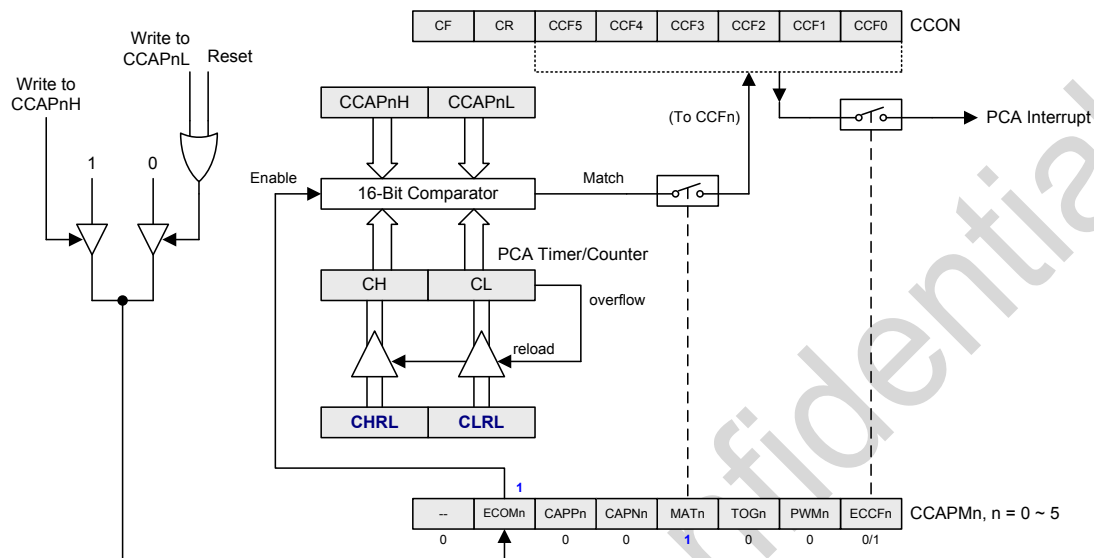 CF CR CCF5 CCF4 CCF3 CCF2 CCF1 CCF0 CCON
Write to
CCAPnL
Reset
Write to
CCAPnH
CCAPnH CCAPnL
(To CCFn)
PCA Interrupt
1 0
Enable
16-Bit Comparator
Match
PCA Timer/Counter
CH CL
overflow
reload
CHRL CLRL
1
-- ECOMn CAPPn CAPNn MATn TOGn PWMn ECCFn CCAPMn, n = 0 ~ 5
0 0 0 1 0 0 0/1